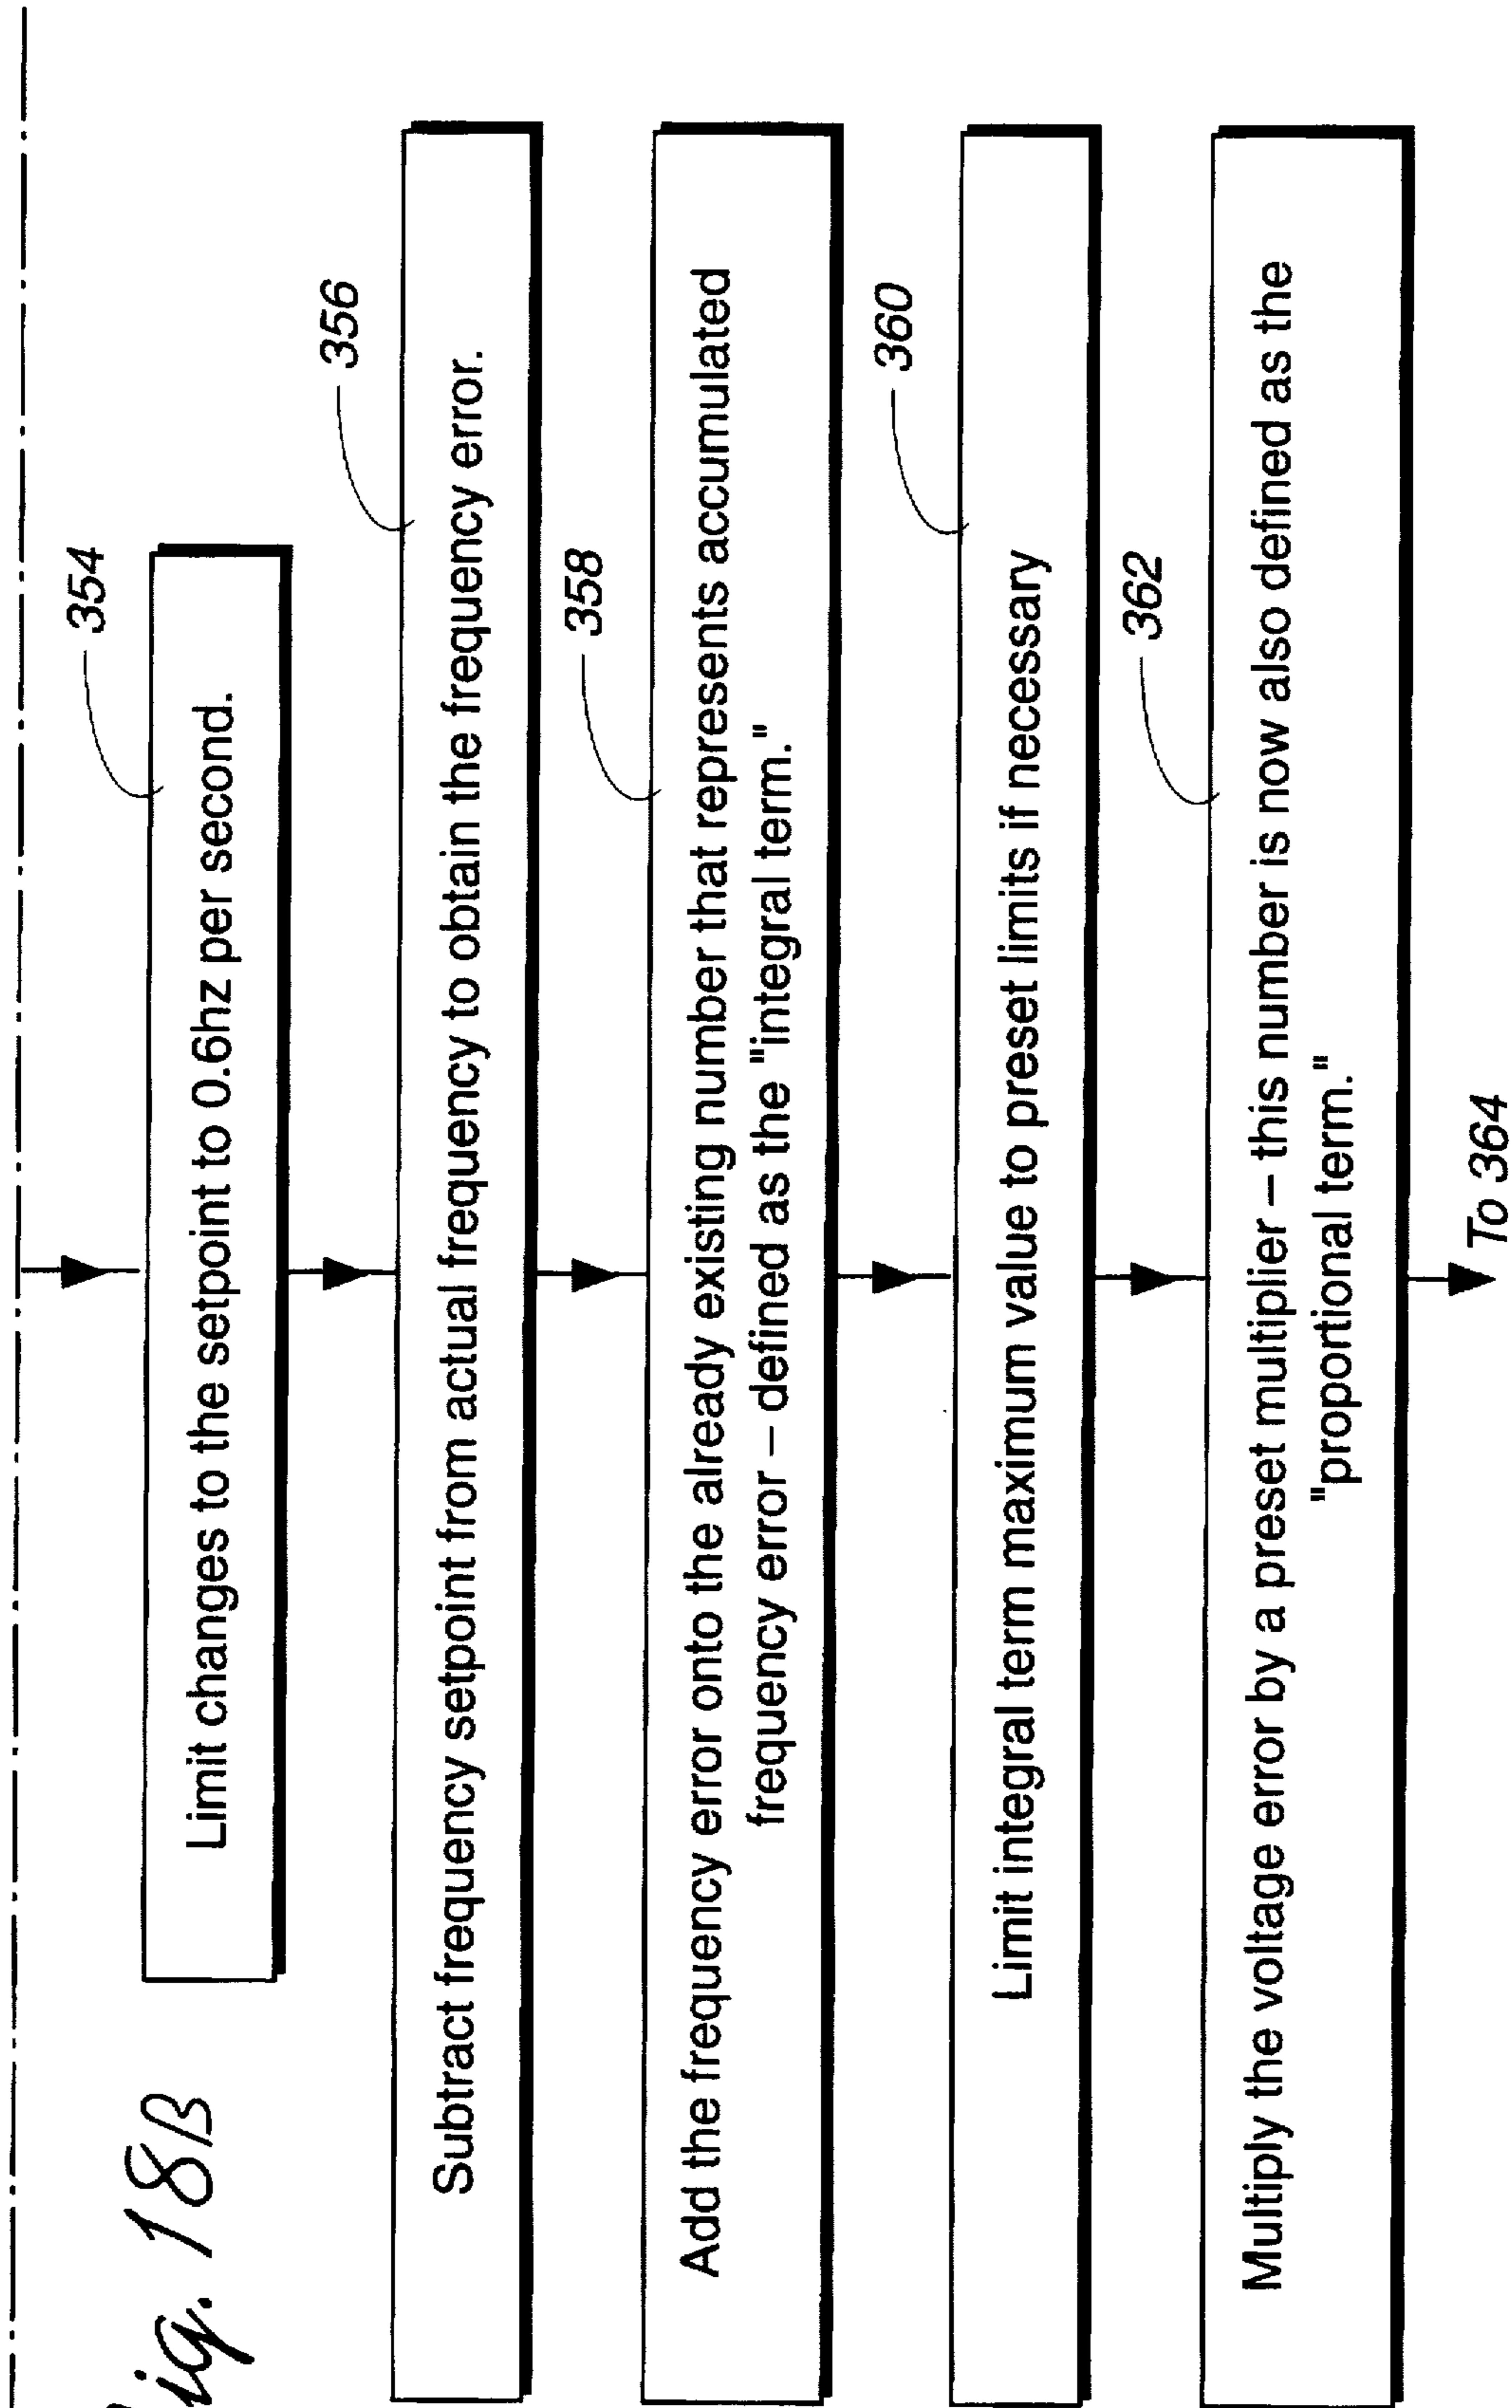 ig. 18B
354
Limit changes to the setpoint to 0.6hz per second.
356
Subtract frequency setpoint from actual frequency to obtain the frequency error.
358
Add the frequency error onto the already existing number that represents accumulated
frequency error – defined as the "integral term."
360
Limit integral term maximum value to preset limits if necessary
362
Multiply the voltage error by a preset multiplier – this number is now also defined as the
"proportional term."
To 364